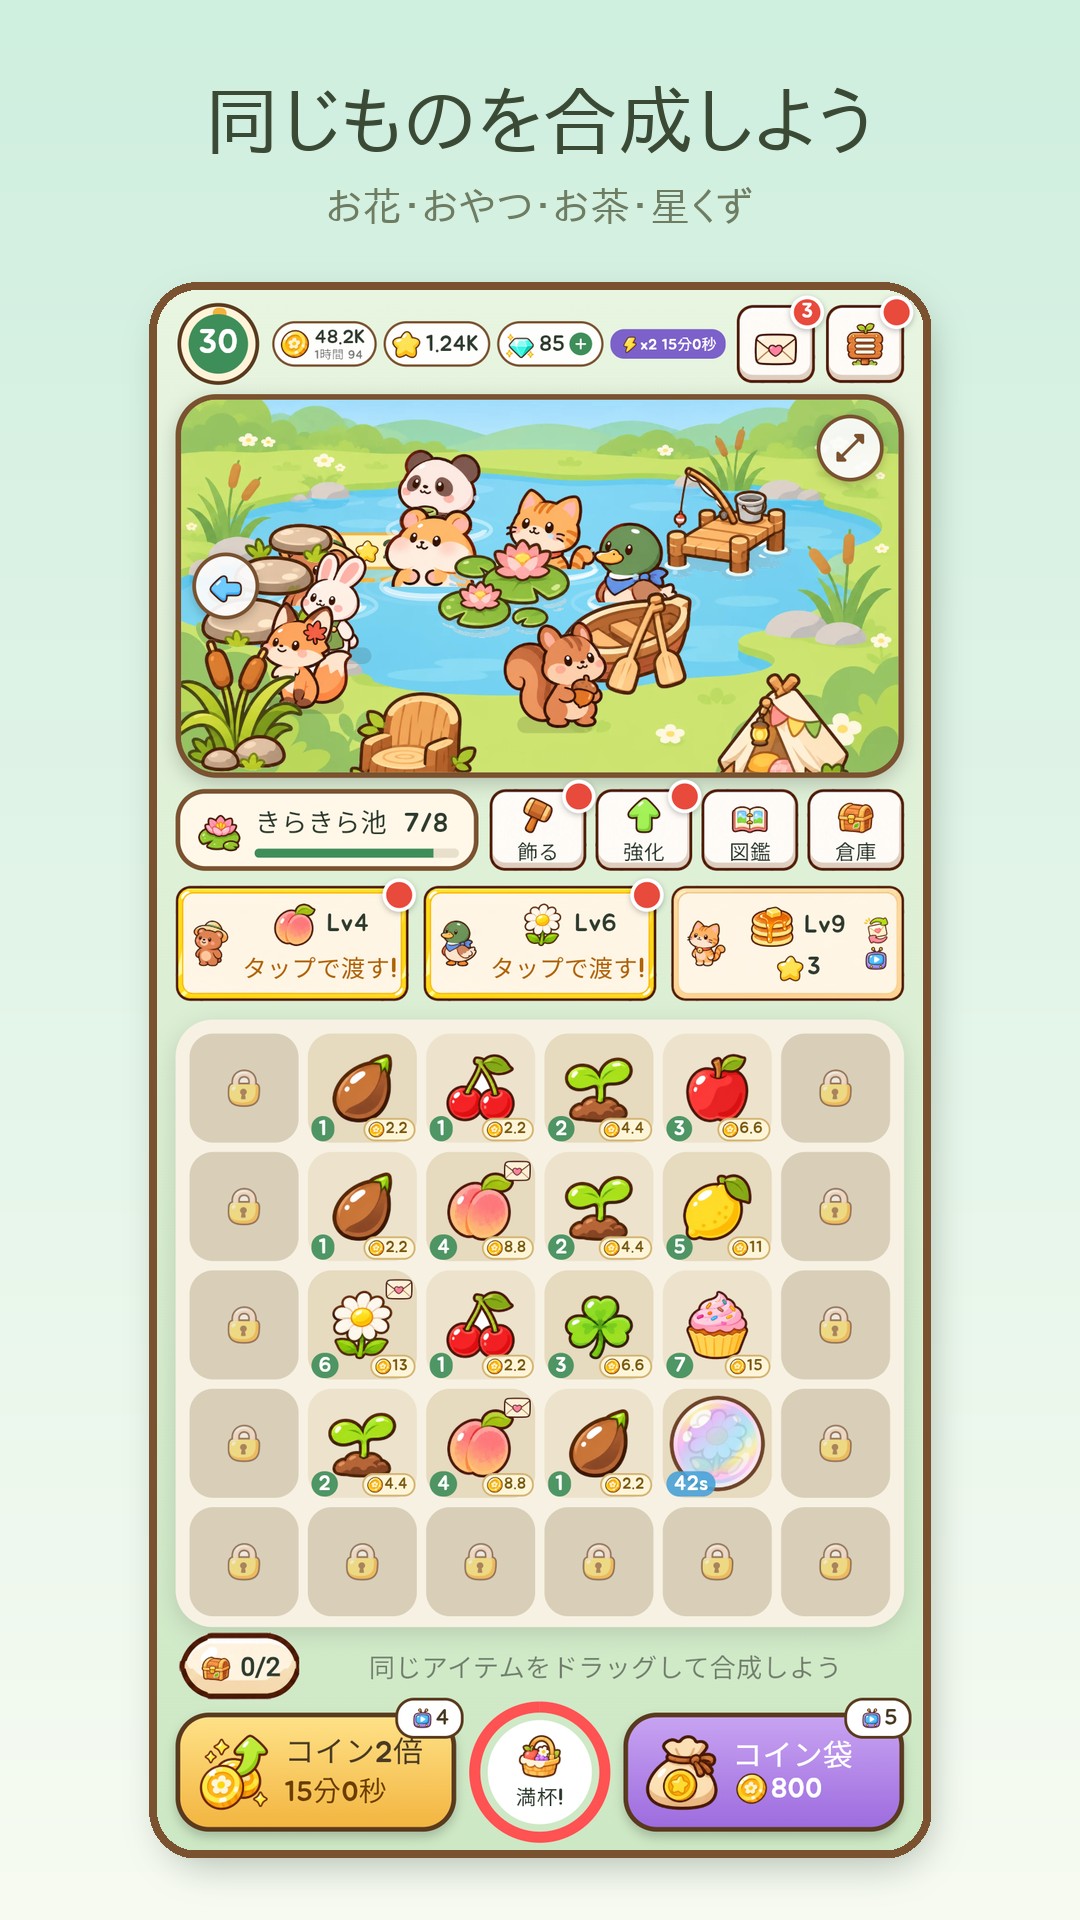 同じものを合成しよう
お花・おやつ・お茶・星くず
30
48.2K
1時間 94
1.24K
85 +
x2 15分0秒
3
きらきら池 7/8
飾る
強化
図鑑
倉庫
Lv4
タップで渡す!
Lv6
タップで渡す!
Lv9
3
1 2.2
1 2.2
2 4.4
3 6.6
1 2.2
4 8.8
2 4.4
5 11
6 13
1 2.2
3 6.6
7 15
2 4.4
4 8.8
1 2.2
42s
0/2
同じアイテムをドラッグして合成しよう
4
コイン2倍
15分0秒
満杯!
5
コイン袋
800